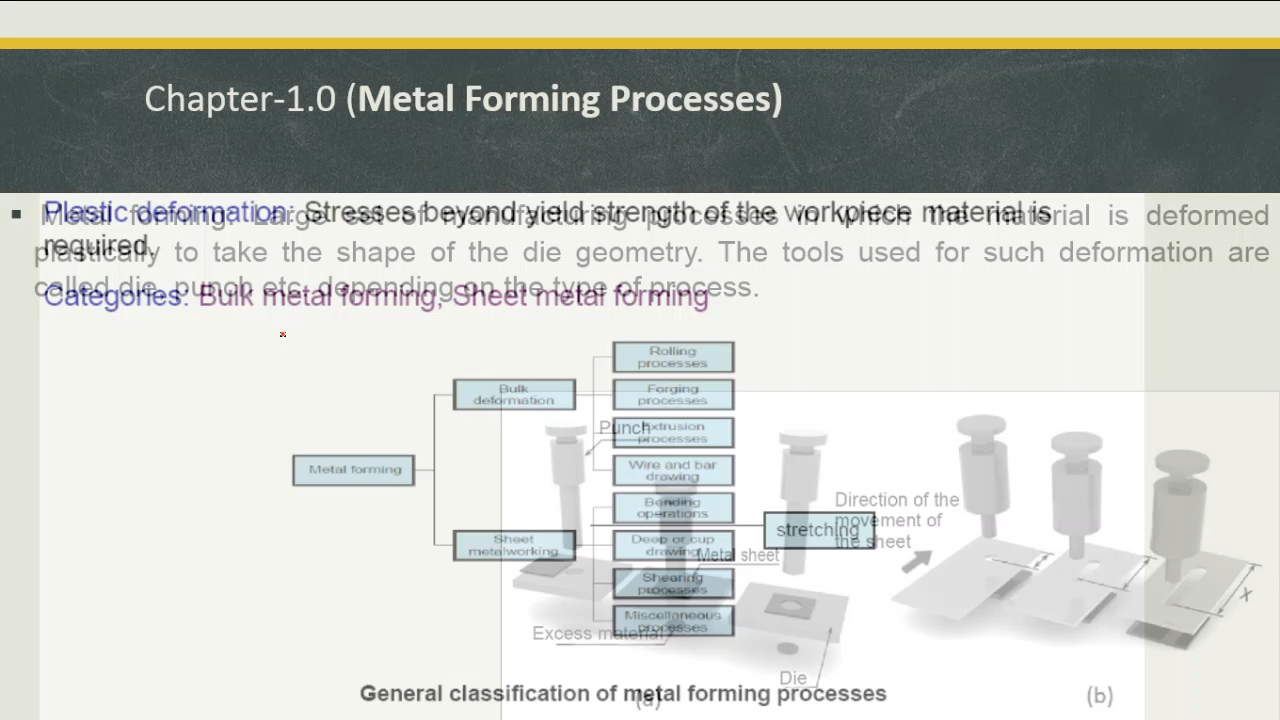 Chapter-1.0 (Metal Forming Processes)
Plastic deformation: Stresses beyond yield strength of the workpiece material is
required.
Categories: Bulk metal forming, Sheet metal forming
Metal forming: Large set of manufacturing processes in which the material is deformed
plastically to take the shape of the die geometry. The tools used for such deformation are
called die, punch etc. depending on the type of process.
Metal forming
Bulk
deformation
Sheet
metalworking
Rolling
processes
Forging
processes
Extrusion
processes
Wire and bar
drawing
Bending
operations
Deep or cup
drawing
Shearing
processes
Miscellaneous
processes
stretching
Punch
Metal sheet
Excess material
Die
Direction of the
movement of
the sheet
X
(a)
(b)
General classification of metal forming processes